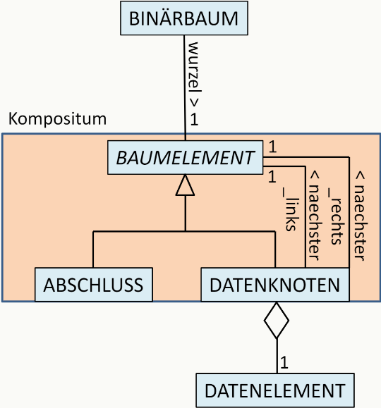 BINÄRBAUM
wurzel >
1
Kompositum
BAUMELEMENT
1
1
< naechster
_links
< naechster
_rechts
ABSCHLUSS
DATENKNOTEN
1
DATENELEMENT